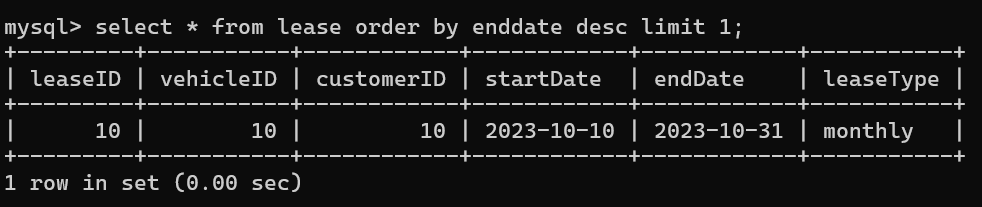 mysql> select * from lease order by enddate desc limit 1;
+---------+-----------+------------+------------+------------+-----------+
| leaseID | vehicleID | customerID | startDate  | endDate    | leaseType |
+---------+-----------+------------+------------+------------+-----------+
|      10 |        10 |         10 | 2023-10-10 | 2023-10-31 | monthly   |
+---------+-----------+------------+------------+------------+-----------+
1 row in set (0.00 sec)